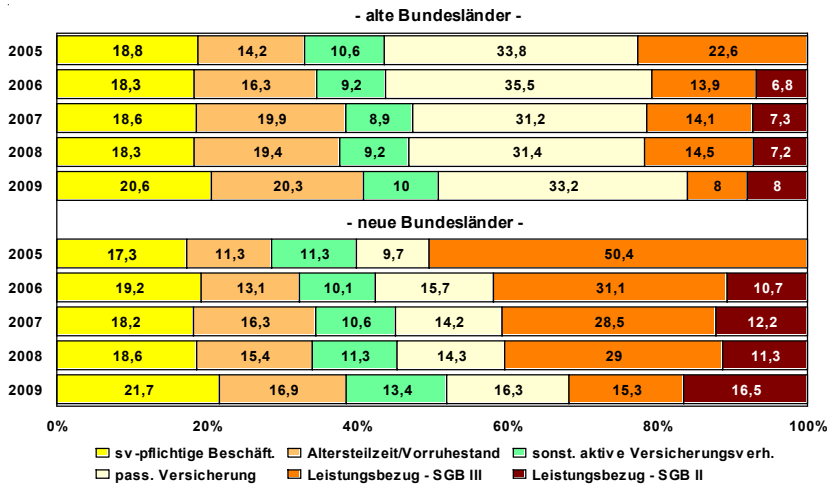 - alte Bundesländer -
2005 18,8 14,2 10,6 33,8 22,6
2006 18,3 16,3 9,2 35,5 13,9 6,8
2007 18,6 19,9 8,9 31,2 14,1 7,3
2008 18,3 19,4 9,2 31,4 14,5 7,2
2009 20,6 20,3 10 33,2 8 8
- neue Bundesländer -
2005 17,3 11,3 11,3 9,7 50,4
2006 19,2 13,1 10,1 15,7 31,1 10,7
2007 18,2 16,3 10,6 14,2 28,5 12,2
2008 18,6 15,4 11,3 14,3 29 11,3
2009 21,7 16,9 13,4 16,3 15,3 16,5
0% 20% 40% 60% 80% 100%
sv-pflichtige Beschäft. Altersteilzeit/Vorruhestand sonst. aktive Versicherungsverh.
pass. Versicherung Leistungsbezug - SGB III Leistungsbezug - SGB II